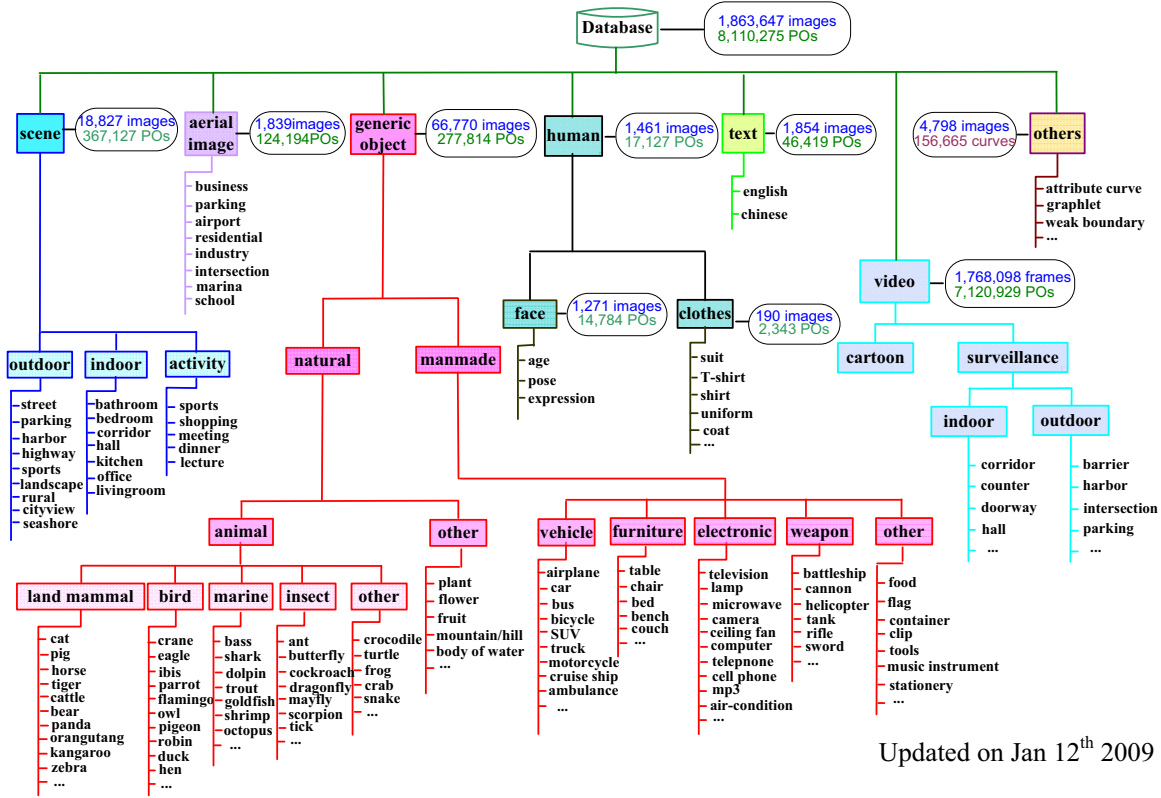 Database
1,863,647 images
8,110,275 POs
scene
18,827 images
367,127 POs
aerial
image
1,839images
124,194POs
generic
object
66,770 images
277,814 POs
human
1,461 images
17,127 POs
text
1,854 images
46,419 POs
4,798 images
156,665 curves
others
business
parking
airport
residential
industry
intersection
marina
school
english
chinese
attribute curve
graphlet
weak boundary
...
video
1,768,098 frames
7,120,929 POs
face
1,271 images
14,784 POs
clothes
190 images
2,343 POs
outdoor
indoor
activity
natural
manmade
cartoon
surveillance
age
pose
expression
suit
T-shirt
shirt
uniform
coat
...
street
parking
harbor
highway
sports
landscape
rural
cityview
seashore
bathroom
bedroom
corridor
hall
kitchen
office
livingroom
sports
shopping
meeting
dinner
lecture
indoor
outdoor
corridor
counter
doorway
hall
...
barrier
harbor
intersection
parking
...
animal
other
vehicle
furniture
electronic
weapon
other
plant
flower
fruit
mountain/hill
body of water
...
airplane
car
bus
bicycle
SUV
truck
motorcycle
cruise ship
ambulance
...
table
chair
bed
bench
couch
...
television
lamp
microwave
camera
ceiling fan
computer
telepnone
cell phone
mp3
air-condition
...
battleship
cannon
helicopter
tank
rifle
sword
...
food
flag
container
clip
tools
music instrument
stationery
...
land mammal
bird
marine
insect
other
cat
pig
horse
tiger
cattle
bear
panda
orangutang
kangaroo
zebra
...
crane
eagle
ibis
parrot
flamingo
owl
pigeon
robin
duck
hen
...
bass
shark
dolpin
trout
goldfish
shrimp
octopus
...
ant
butterfly
cockroach
dragonfly
mayfly
scorpion
tick
...
crocodile
turtle
frog
crab
snake
...
Updated on Jan 12th 2009